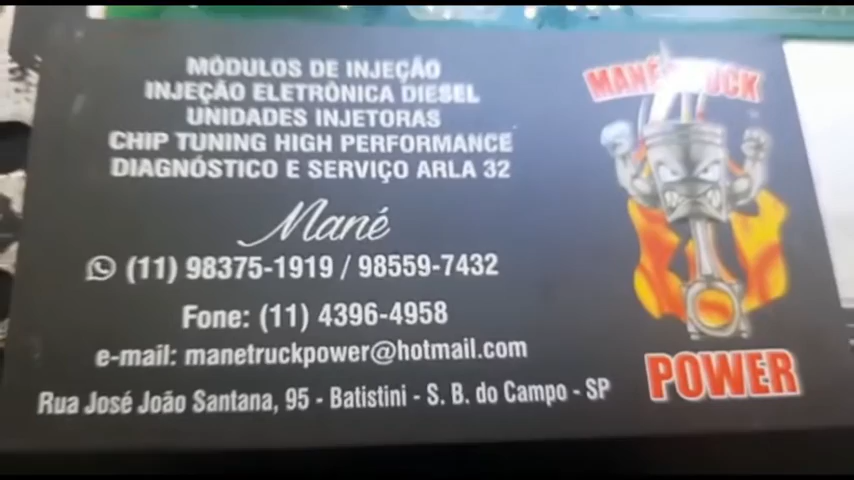 MÓDULOS DE INJEÇÃO
INJEÇÃO ELETRÔNICA DIESEL
UNIDADES INJETORAS
CHIP TUNING HIGH PERFORMANCE
DIAGNÓSTICO E SERVIÇO ARLA 32
Mané
(11) 98375-1919 / 98559-7432
Fone: (11) 4396-4958
e-mail: manetruckpower@hotmail.com
Rua José João Santana, 95 - Batistini - S. B. do Campo - SP
MANÉ
POWER